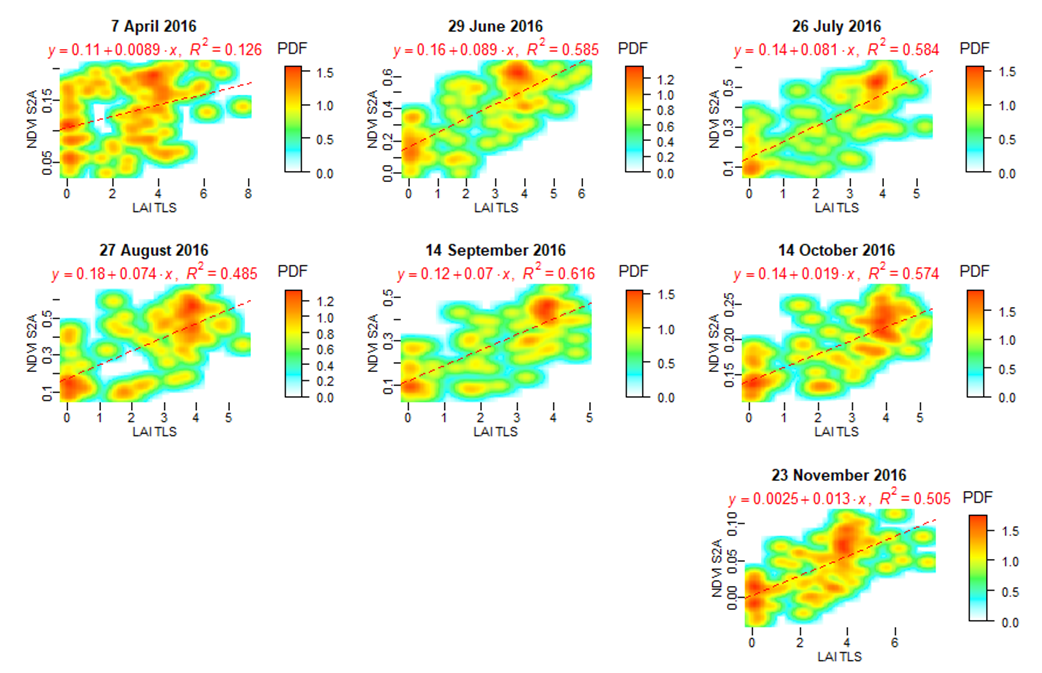 7 April 2016
y = 0.11 + 0.0089 · x, R² = 0.126
PDF
NDVI S2A
0.05 0.15
0 2 4 6 8
LAI TLS
0.0 0.5 1.0 1.5
29 June 2016
y = 0.16 + 0.089 · x, R² = 0.585
PDF
NDVI S2A
0.0 0.2 0.4 0.6
0 1 2 3 4 5 6
LAI TLS
0.0 0.2 0.4 0.6 0.8 1.2
26 July 2016
y = 0.14 + 0.081 · x, R² = 0.584
PDF
NDVI S2A
0.1 0.3 0.5
0 1 2 3 4 5
LAI TLS
0.0 0.5 1.0 1.5
27 August 2016
y = 0.18 + 0.074 · x, R² = 0.485
PDF
NDVI S2A
0.1 0.3 0.5
0 1 2 3 4 5
LAI TLS
0.0 0.2 0.4 0.6 0.8 1.2
14 September 2016
y = 0.12 + 0.07 · x, R² = 0.616
PDF
NDVI S2A
0.1 0.3 0.5
0 1 2 3 4 5
LAI TLS
0.0 0.5 1.0 1.5
14 October 2016
y = 0.14 + 0.019 · x, R² = 0.574
PDF
NDVI S2A
0.15 0.20 0.25
0 1 2 3 4 5
LAI TLS
0.0 0.5 1.0 1.5
23 November 2016
y = 0.0025 + 0.013 · x, R² = 0.505
PDF
NDVI S2A
0.00 0.05 0.10
0 2 4 6
LAI TLS
0.0 0.5 1.0 1.5